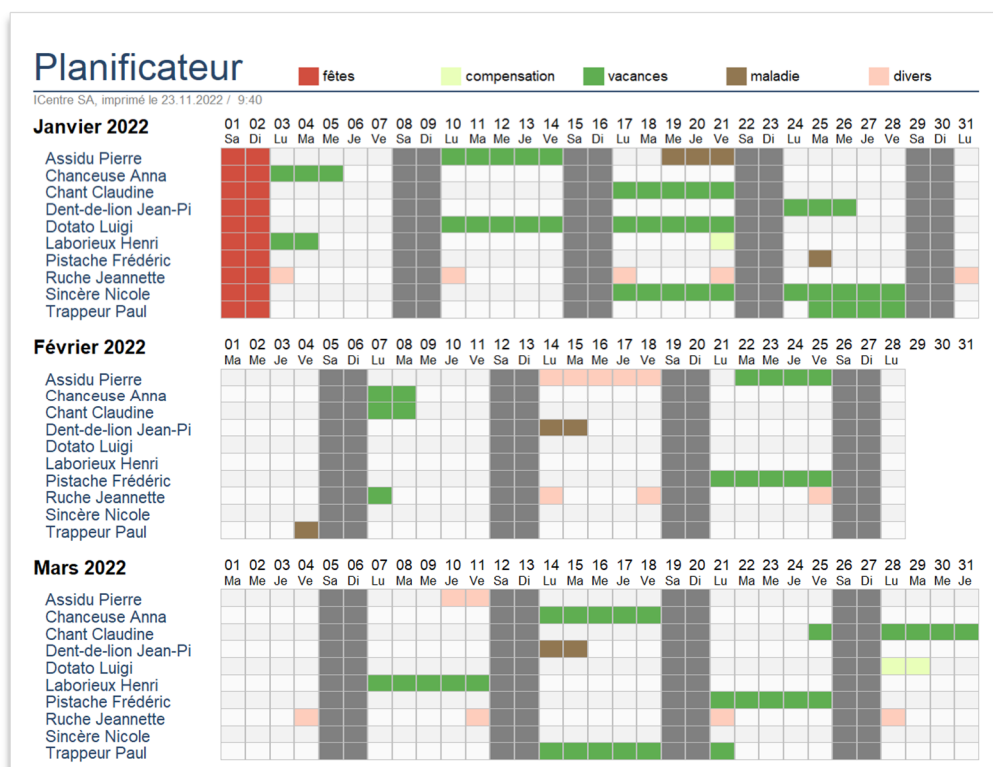 Planificateur fêtes compensation vacances maladie divers
ICentre SA, imprimé le 23.11.2022 / 9:40
Janvier 2022 01 02 03 04 05 06 07 08 09 10 11 12 13 14 15 16 17 18 19 20 21 22 23 24 25 26 27 28 29 30 31
Sa Di Lu Ma Me Je Ve Sa Di Lu Ma Me Je Ve Sa Di Lu Ma Me Je Ve Sa Di Lu Ma Me Je Ve Sa Di Lu
Assidu Pierre
Chanceuse Anna
Chant Claudine
Dent-de-lion Jean-Pi
Dotato Luigi
Laborieux Henri
Pistache Frédéric
Ruche Jeannette
Sincère Nicole
Trappeur Paul
Février 2022 01 02 03 04 05 06 07 08 09 10 11 12 13 14 15 16 17 18 19 20 21 22 23 24 25 26 27 28 29 30 31
Ma Me Je Ve Sa Di Lu Ma Me Je Ve Sa Di Lu Ma Me Je Ve Sa Di Lu Ma Me Je Ve Sa Di Lu
Assidu Pierre
Chanceuse Anna
Chant Claudine
Dent-de-lion Jean-Pi
Dotato Luigi
Laborieux Henri
Pistache Frédéric
Ruche Jeannette
Sincère Nicole
Trappeur Paul
Mars 2022 01 02 03 04 05 06 07 08 09 10 11 12 13 14 15 16 17 18 19 20 21 22 23 24 25 26 27 28 29 30 31
Ma Me Je Ve Sa Di Lu Ma Me Je Ve Sa Di Lu Ma Me Je Ve Sa Di Lu Ma Me Je Ve Sa Di Lu Ma Me Je
Assidu Pierre
Chanceuse Anna
Chant Claudine
Dent-de-lion Jean-Pi
Dotato Luigi
Laborieux Henri
Pistache Frédéric
Ruche Jeannette
Sincère Nicole
Trappeur Paul